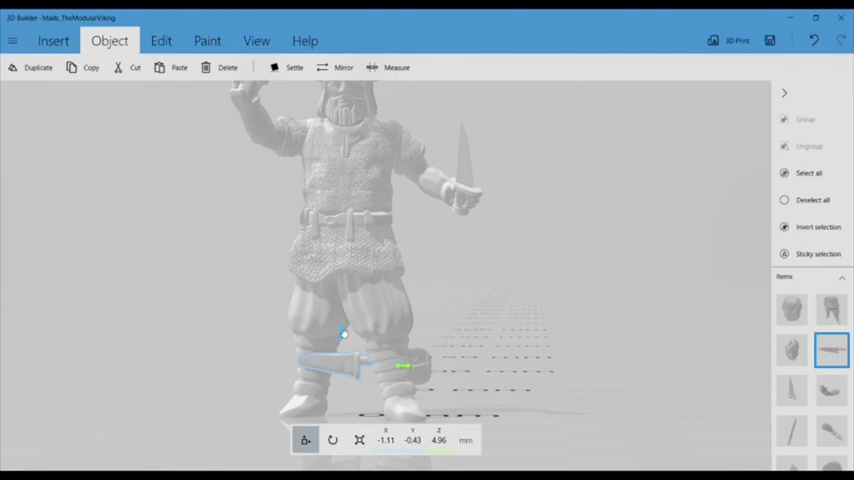 3D Builder - Mads_TheModularViking
Insert Object Edit Paint View Help
3D Print
Duplicate Copy Cut Paste Delete Settle Mirror Measure
Group
Ungroup
Select all
Deselect all
Invert selection
Sticky selection
Items
X Y Z
-1.11 -0.43 4.96 mm